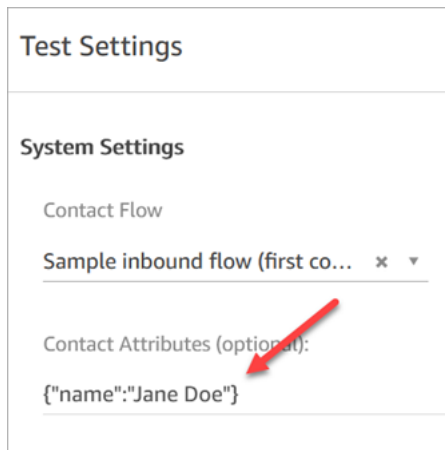 Test Settings
System Settings
Contact Flow
Sample inbound flow (first co...
Contact Attributes (optional):
{"name":"Jane Doe"}